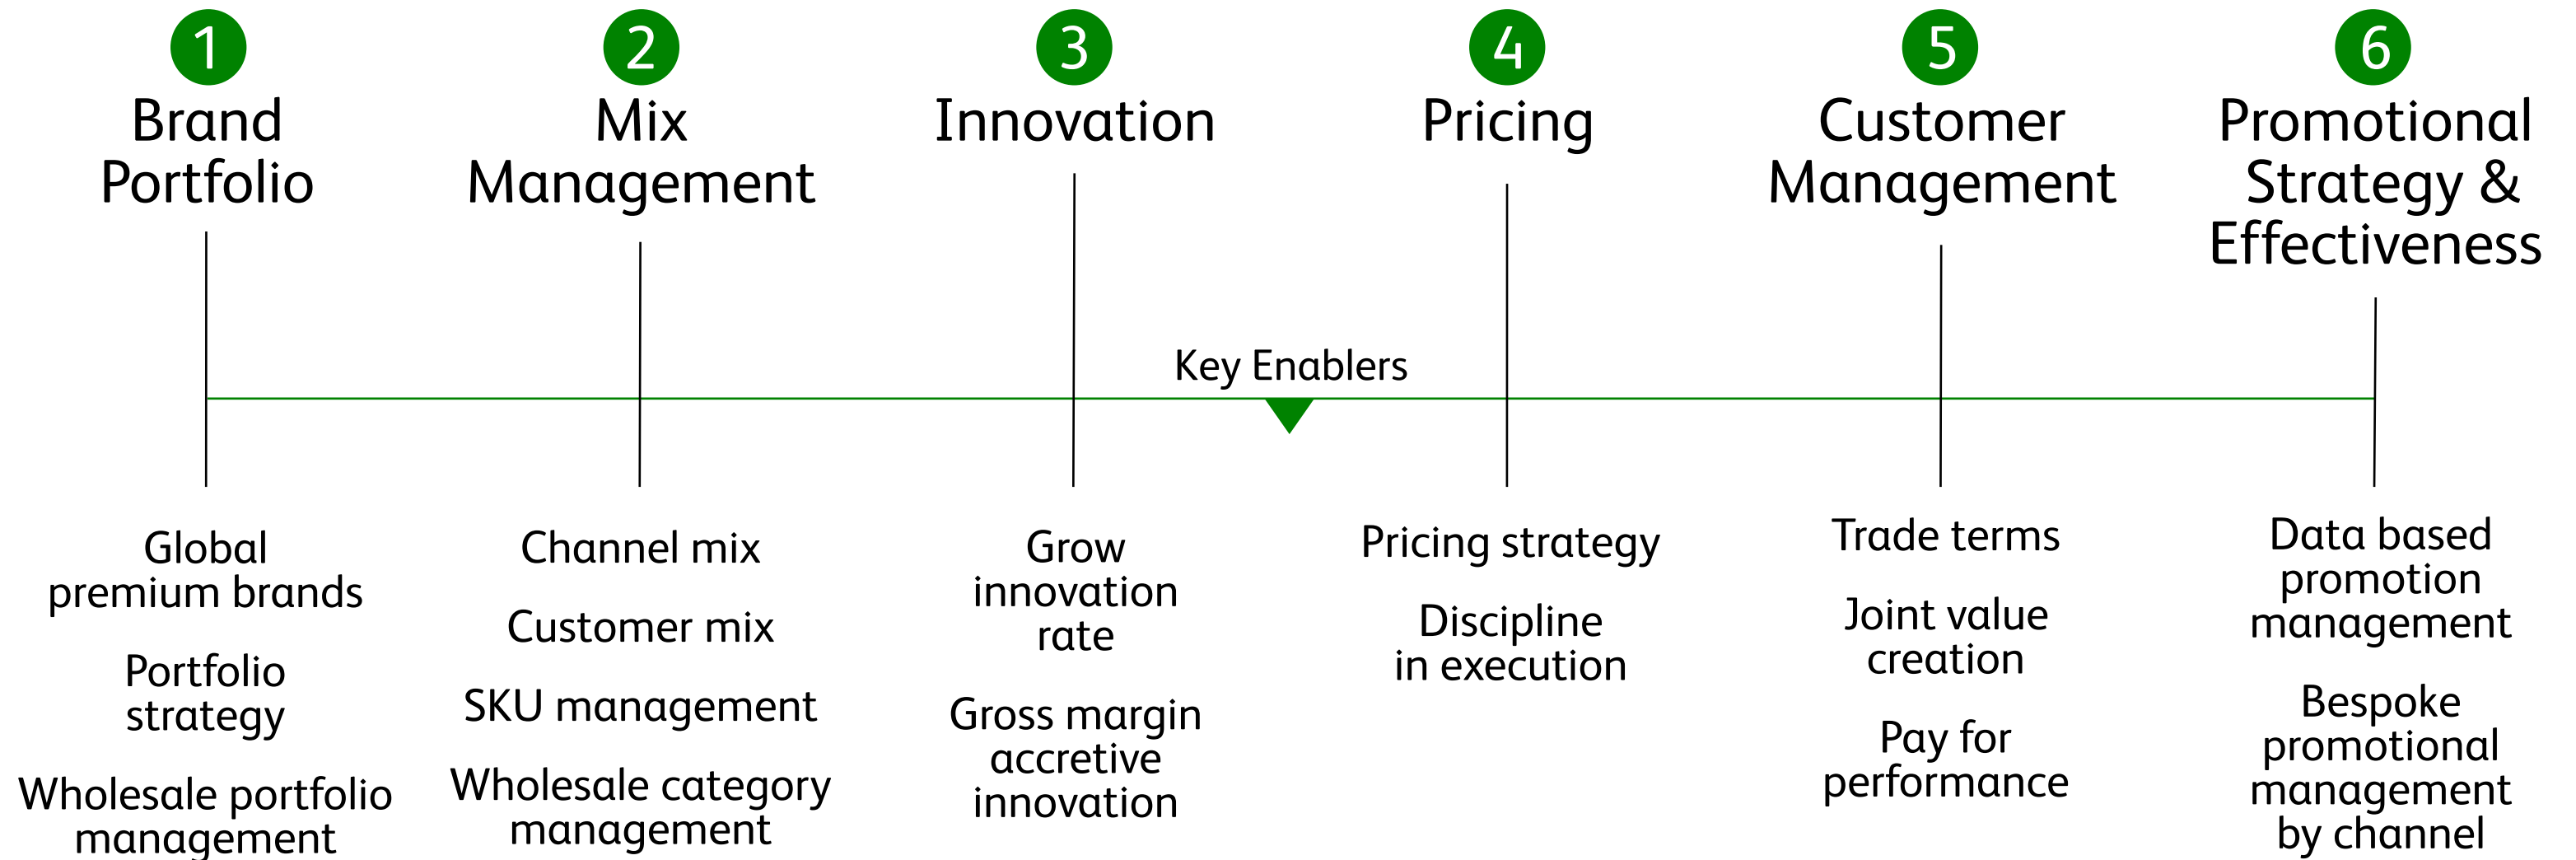 1
Brand
Portfolio
2
Mix
Management
3
Innovation
4
Pricing
5
Customer
Management
6
Promotional
Strategy &
Effectiveness
Key Enablers
Global
premium brands
Portfolio
strategy
Wholesale portfolio
management
Channel mix
Customer mix
SKU management
Wholesale category
management
Grow
innovation
rate
Gross margin
accretive
innovation
Pricing strategy
Discipline
in execution
Trade terms
Joint value
creation
Pay for
performance
Data based
promotion
management
Bespoke
promotional
management
by channel